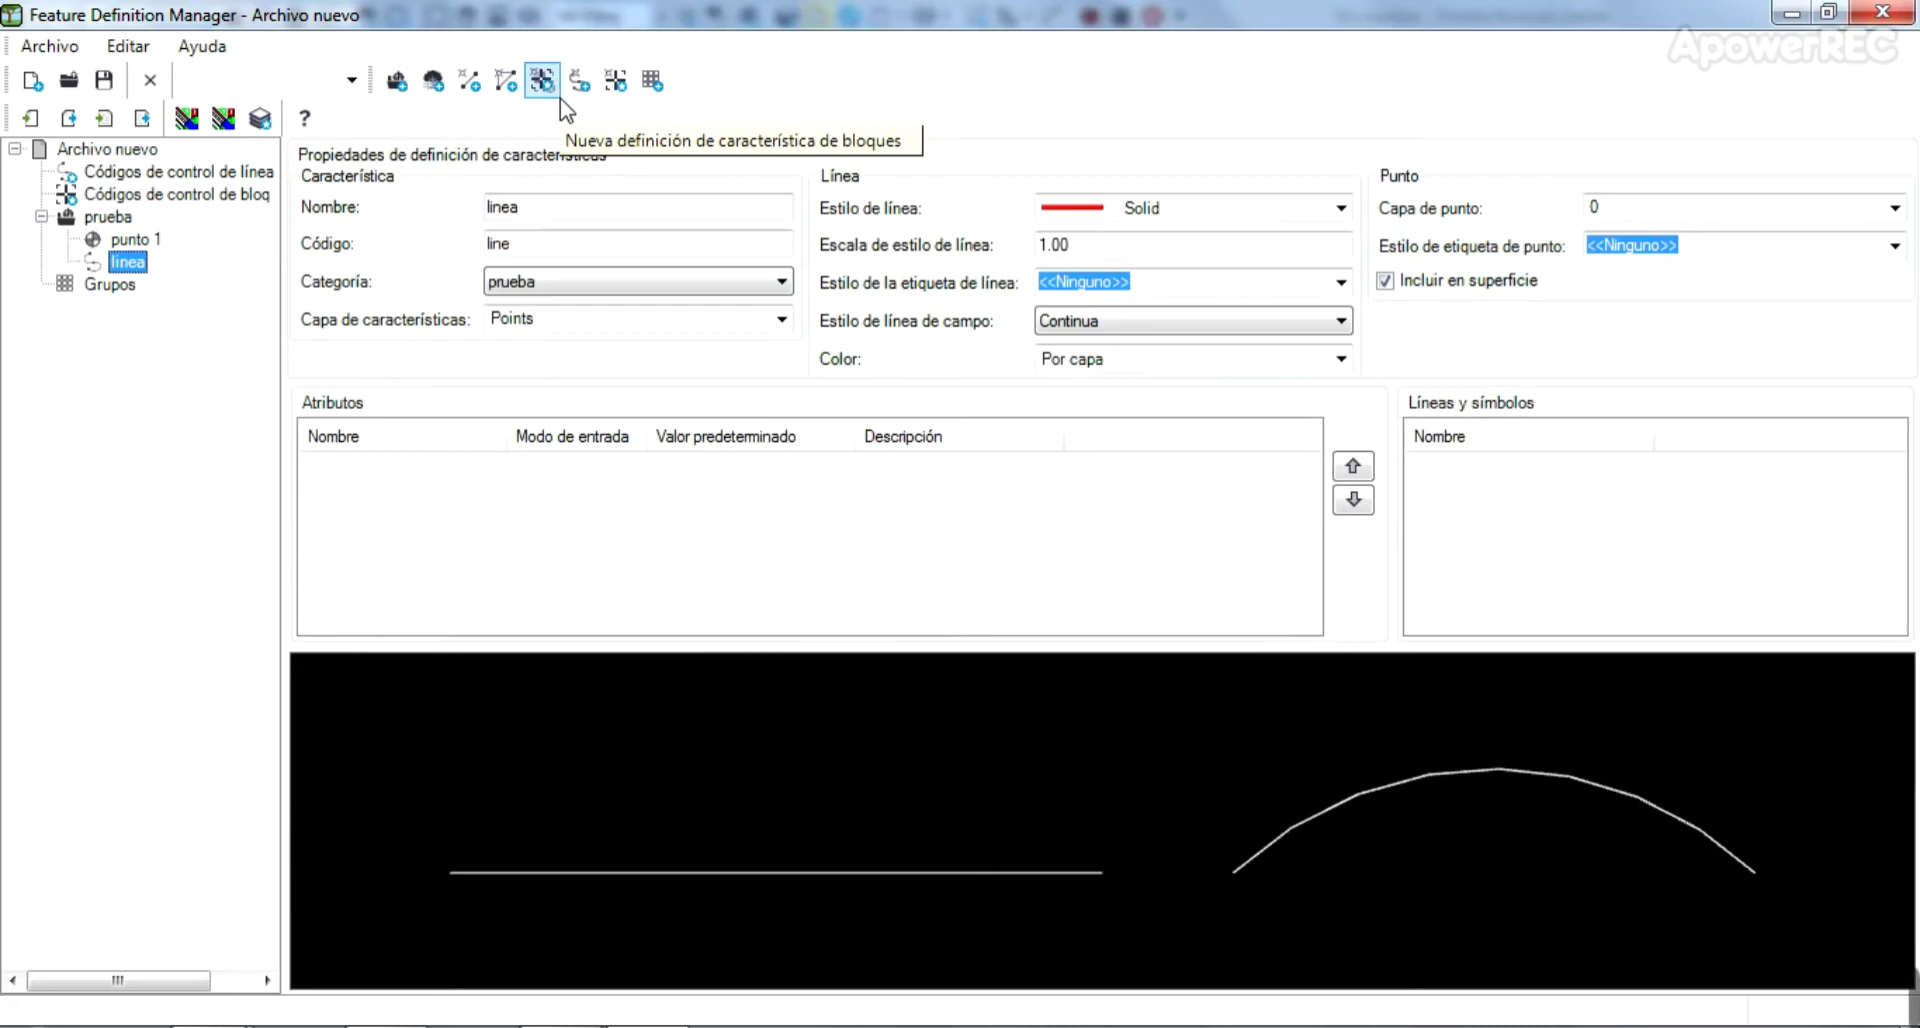 Feature Definition Manager - Archivo nuevo
ApowerREC
Archivo Editar Ayuda
?
Nueva definición de característica de bloques
Archivo nuevo
Códigos de control de línea
Códigos de control de bloq
prueba
punto 1
linea
Grupos
Propiedades de definición de características
Característica
Nombre: linea
Código: line
Categoría: prueba
Capa de características: Points
Línea
Estilo de línea: Solid
Escala de estilo de línea: 1.00
Estilo de la etiqueta de línea: <<Ninguno>>
Estilo de línea de campo: Continua
Color: Por capa
Punto
Capa de punto: 0
Estilo de etiqueta de punto: <<Ninguno>>
Incluir en superficie
Atributos
Nombre Modo de entrada Valor predeterminado Descripción
Líneas y símbolos
Nombre